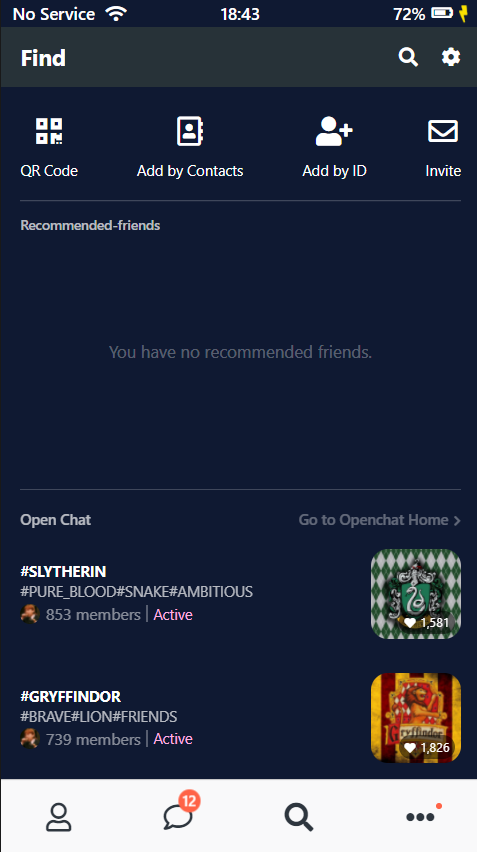 No Service 18:43 72%
Find
QR Code Add by Contacts Add by ID Invite
Recommended-friends
You have no recommended friends.
Open Chat Go to Openchat Home
#SLYTHERIN
#PURE_BLOOD#SNAKE#AMBITIOUS
853 members | Active
1,581
#GRYFFINDOR
#BRAVE#LION#FRIENDS
Gryffindor
739 members | Active
1,826
12